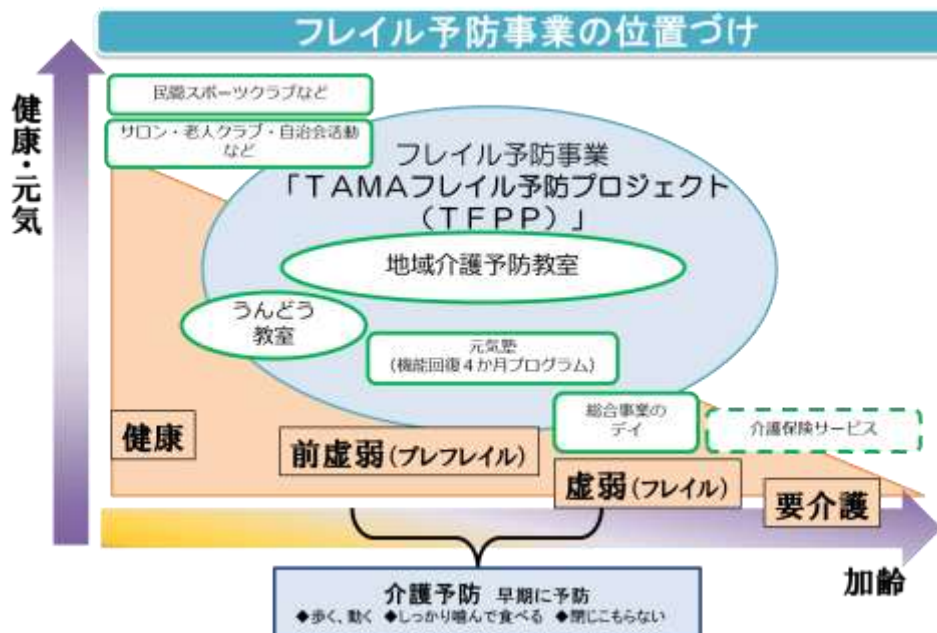 フレイル予防事業の位置づけ
健康・元気
民間スポーツクラブなど
サロン・老人クラブ・自治会活動
など
フレイル予防事業
「TAMAフレイル予防プロジェクト
(TFPP)」
地域介護予防教室
うんどう
教室
元気塾
(機能回復4か月プログラム)
総合事業の
デイ
介護保険サービス
健康
前虚弱(プレフレイル)
虚弱(フレイル)
要介護
加齢
介護予防 早期に予防
◆歩く、動く ◆しっかり噛んで食べる ◆閉じこもらない